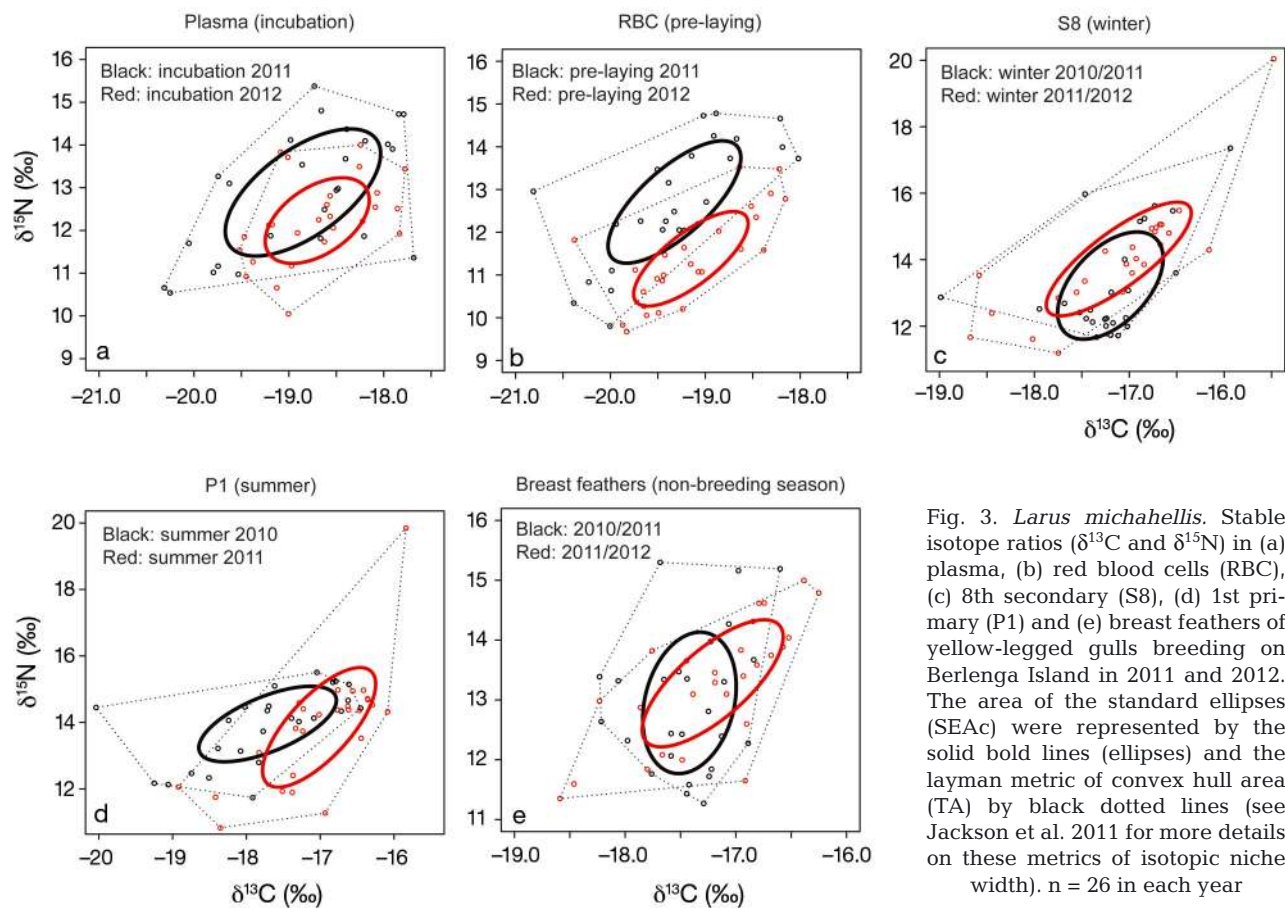 Plasma (incubation)
RBC (pre-laying)
S8 (winter)
16
15
14
13
12
11
10
9
δ15N (‰)
Black: incubation 2011
Red: incubation 2012
a
–21.0
–20.0
–19.0
–18.0
16
15
14
13
12
11
10
9
Black: pre-laying 2011
Red: pre-laying 2012
b
–21.0
–20.0
–19.0
–18.0
20
18
16
14
12
Black: winter 2010/2011
Red: winter 2011/2012
c
–19.0
–18.0
–17.0
–16.0
δ13C (‰)
P1 (summer)
Breast feathers (non-breeding season)
20
18
16
14
12
δ15N (‰)
Black: summer 2010
Red: summer 2011
d
–20
–19
–18
–17
–16
δ13C (‰)
16
15
14
13
12
11
Black: 2010/2011
Red: 2011/2012
e
–19.0
–18.0
–17.0
–16.0
δ13C (‰)
Fig. 3. Larus michahellis. Stable
isotope ratios (δ13C and δ15N) in (a)
plasma, (b) red blood cells (RBC),
(c) 8th secondary (S8), (d) 1st pri-
mary (P1) and (e) breast feathers of
yellow-legged gulls breeding on
Berlenga Island in 2011 and 2012.
The area of the standard ellipses
(SEAc) were represented by the
solid bold lines (ellipses) and the
layman metric of convex hull area
(TA) by black dotted lines (see
Jackson et al. 2011 for more details
on these metrics of isotopic niche
width). n = 26 in each year